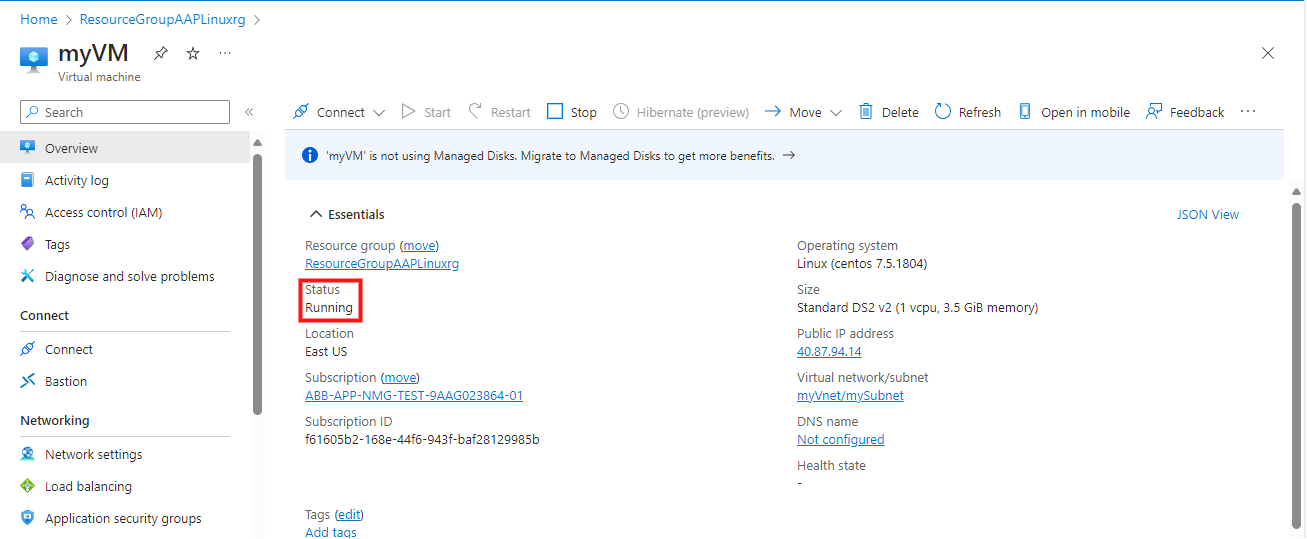 Home > ResourceGroupAAPLinuxrg >
myVM
Virtual machine
Search
Overview
Activity log
Access control (IAM)
Tags
Diagnose and solve problems
Connect
Connect
Bastion
Networking
Network settings
Load balancing
Application security groups
Connect Start Restart Stop Hibernate (preview) Move Delete Refresh Open in mobile Feedback
'myVM' is not using Managed Disks. Migrate to Managed Disks to get more benefits.
Essentials
JSON View
Resource group (move)
ResourceGroupAAPLinuxrg
Status
Running
Location
East US
Subscription (move)
ABB-APP-NMG-TEST-9AAG023864-01
Subscription ID
f61605b2-168e-44f6-943f-baf28129985b
Operating system
Linux (centos 7.5.1804)
Size
Standard DS2 v2 (1 vcpu, 3.5 GiB memory)
Public IP address
40.87.94.14
Virtual network/subnet
myVnet/mySubnet
DNS name
Not configured
Health state
-
Tags (edit)
Add tags